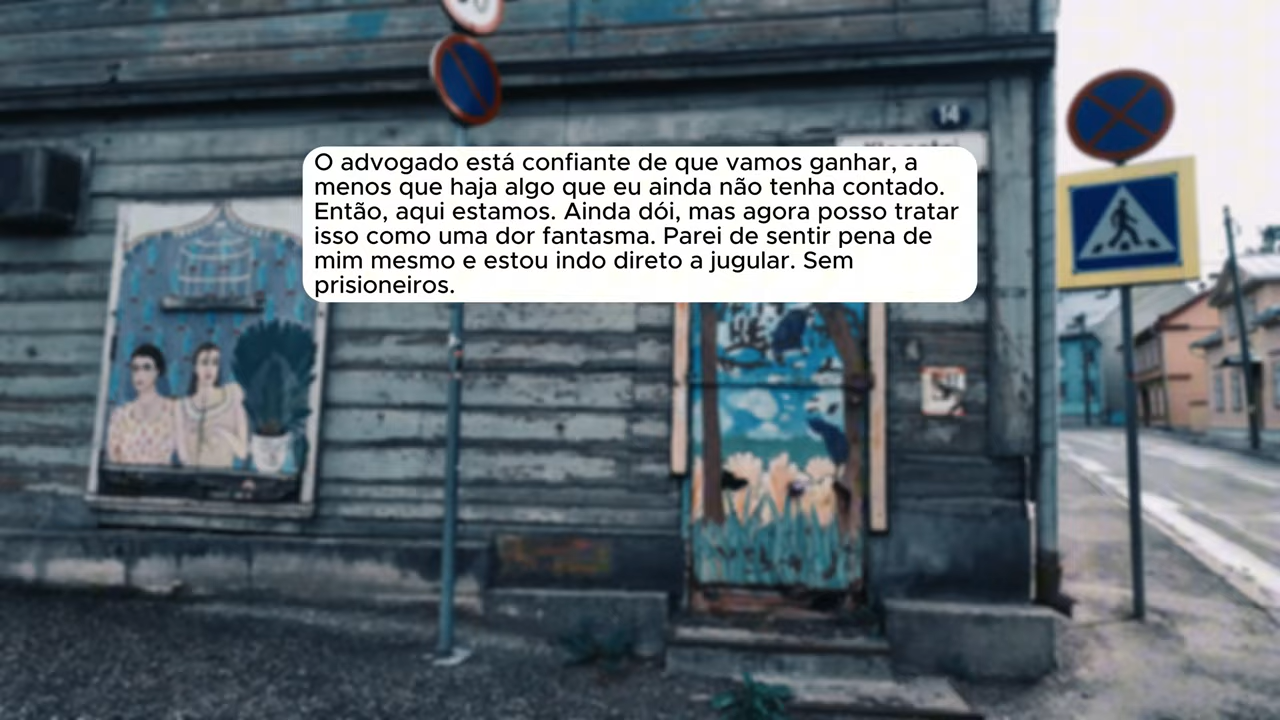 14
O advogado está confiante de que vamos ganhar, a
menos que haja algo que eu ainda não tenha contado.
Então, aqui estamos. Ainda dói, mas agora posso tratar
isso como uma dor fantasma. Parei de sentir pena de
mim mesmo e estou indo direto a jugular. Sem
prisioneiros.